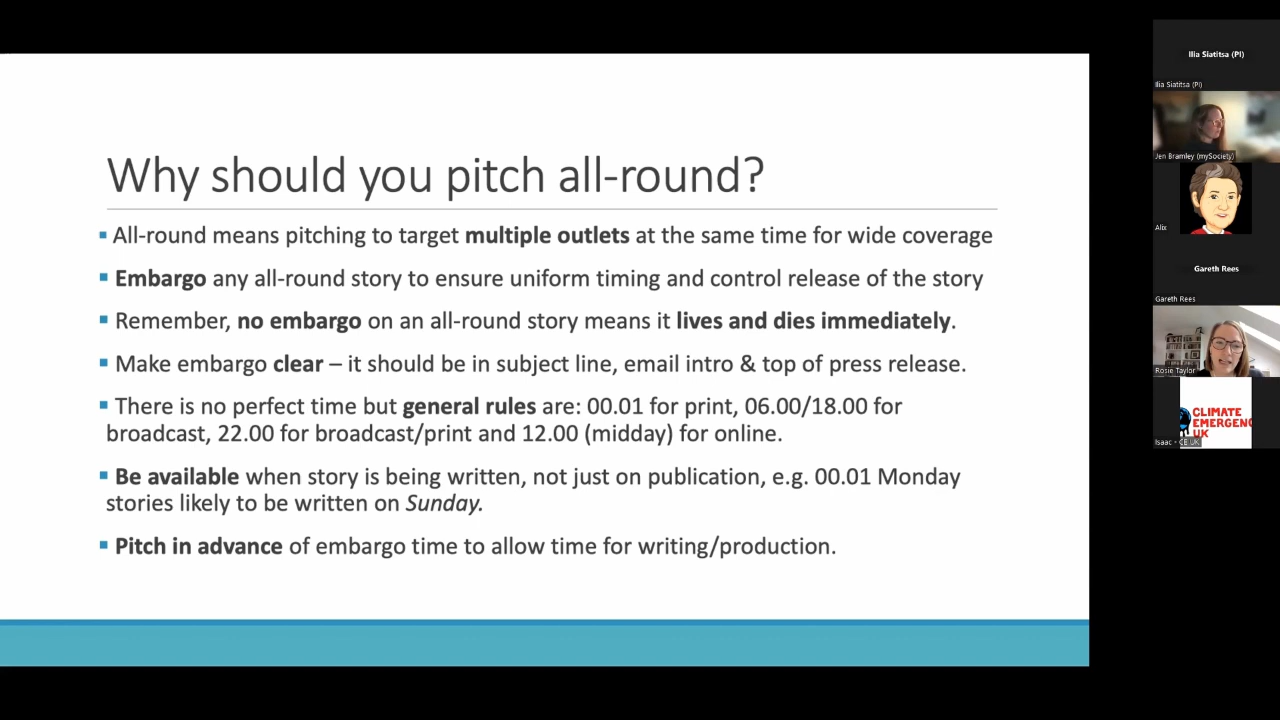 Why should you pitch all-round?
▪ All-round means pitching to target multiple outlets at the same time for wide coverage
▪ Embargo any all-round story to ensure uniform timing and control release of the story
▪ Remember, no embargo on an all-round story means it lives and dies immediately.
▪ Make embargo clear – it should be in subject line, email intro & top of press release.
▪ There is no perfect time but general rules are: 00.01 for print, 06.00/18.00 for
broadcast, 22.00 for broadcast/print and 12.00 (midday) for online.
▪ Be available when story is being written, not just on publication, e.g. 00.01 Monday
stories likely to be written on Sunday.
▪ Pitch in advance of embargo time to allow time for writing/production.
Ilia Siatitsa (PI)
Ilia Siatitsa (PI)
Jen Bramley (mySociety)
Alix
Gareth Rees
Gareth Rees
Rosie Taylor
CLIMATE
EMERGENC
UK
Isaac - CE UK